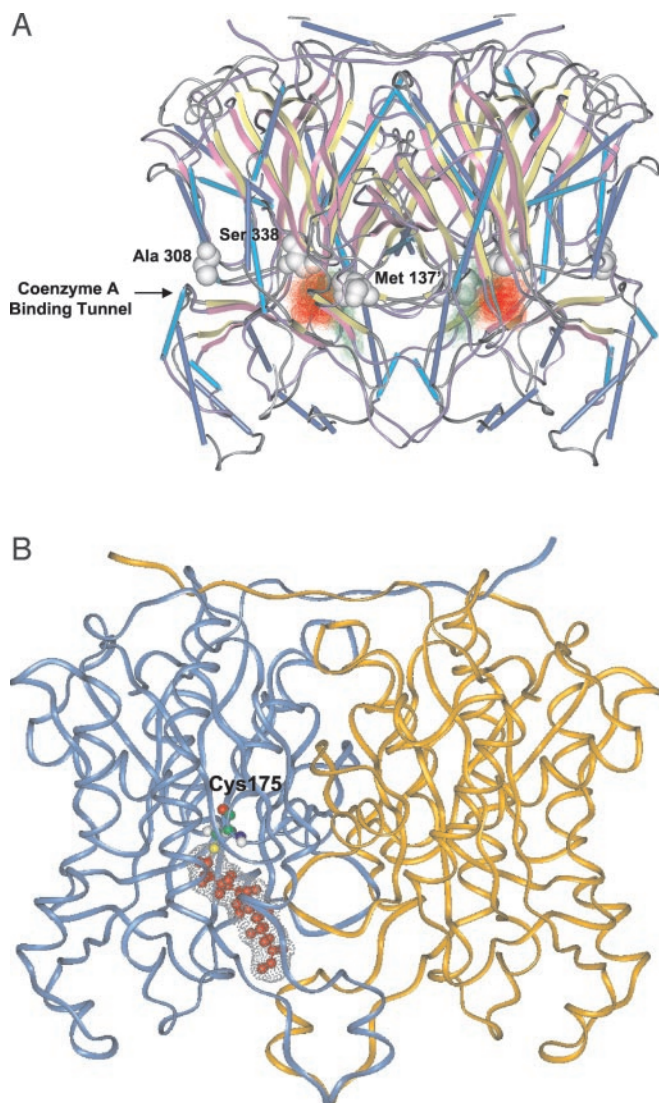 A
Ser 338
Ala 308
Met 137'
Coenzyme A
Binding Tunnel
B
Cys175